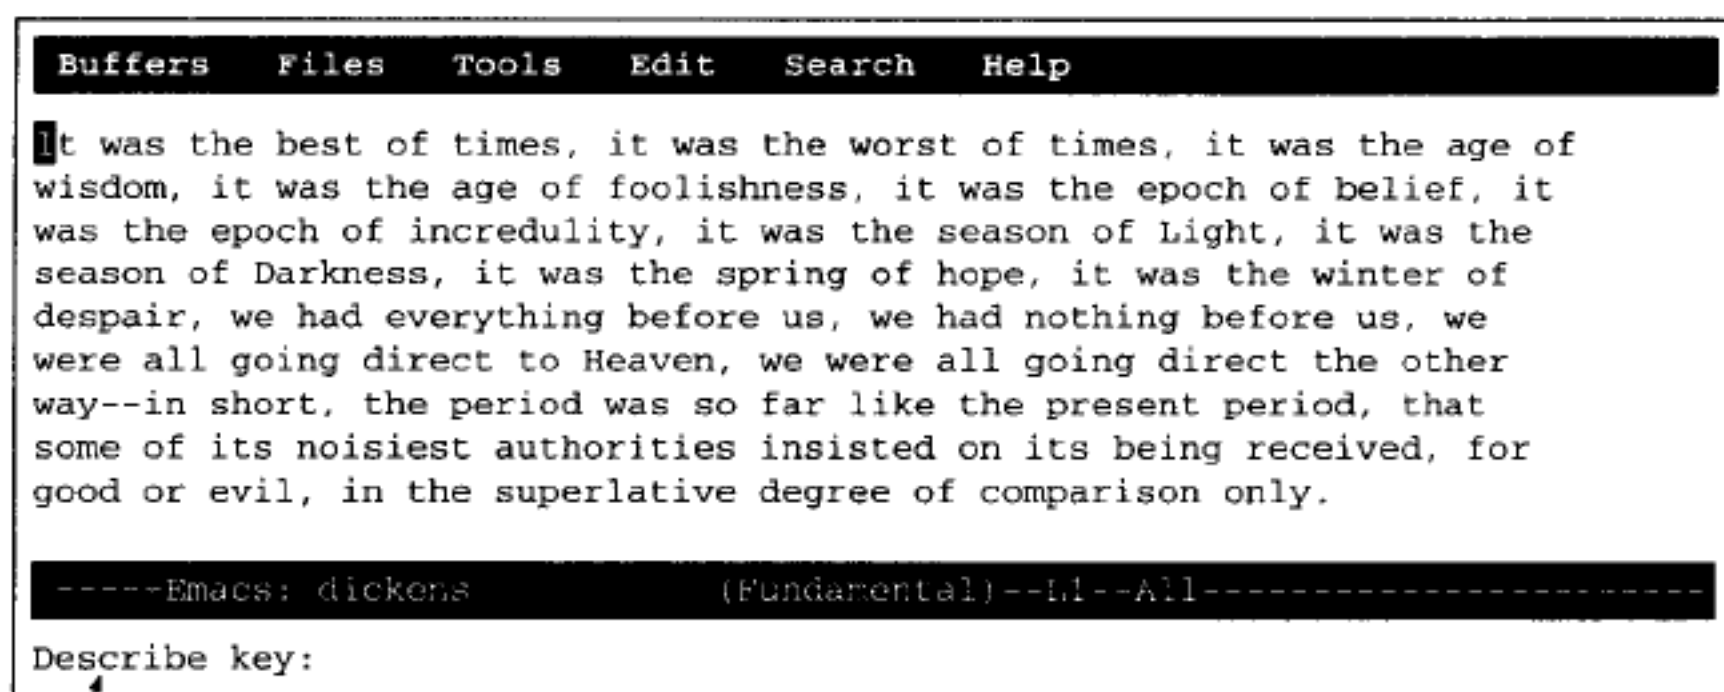 Buffers Files Tools Edit Search Help
It was the best of times, it was the worst of times, it was the age of
wisdom, it was the age of foolishness, it was the epoch of belief, it
was the epoch of incredulity, it was the season of Light, it was the
season of Darkness, it was the spring of hope, it was the winter of
despair, we had everything before us, we had nothing before us, we
were all going direct to Heaven, we were all going direct the other
way--in short, the period was so far like the present period, that
some of its noisiest authorities insisted on its being received, for
good or evil, in the superlative degree of comparison only.
-----Emacs: dickens (Fundamental)--L1--All-----------------------
Describe key: